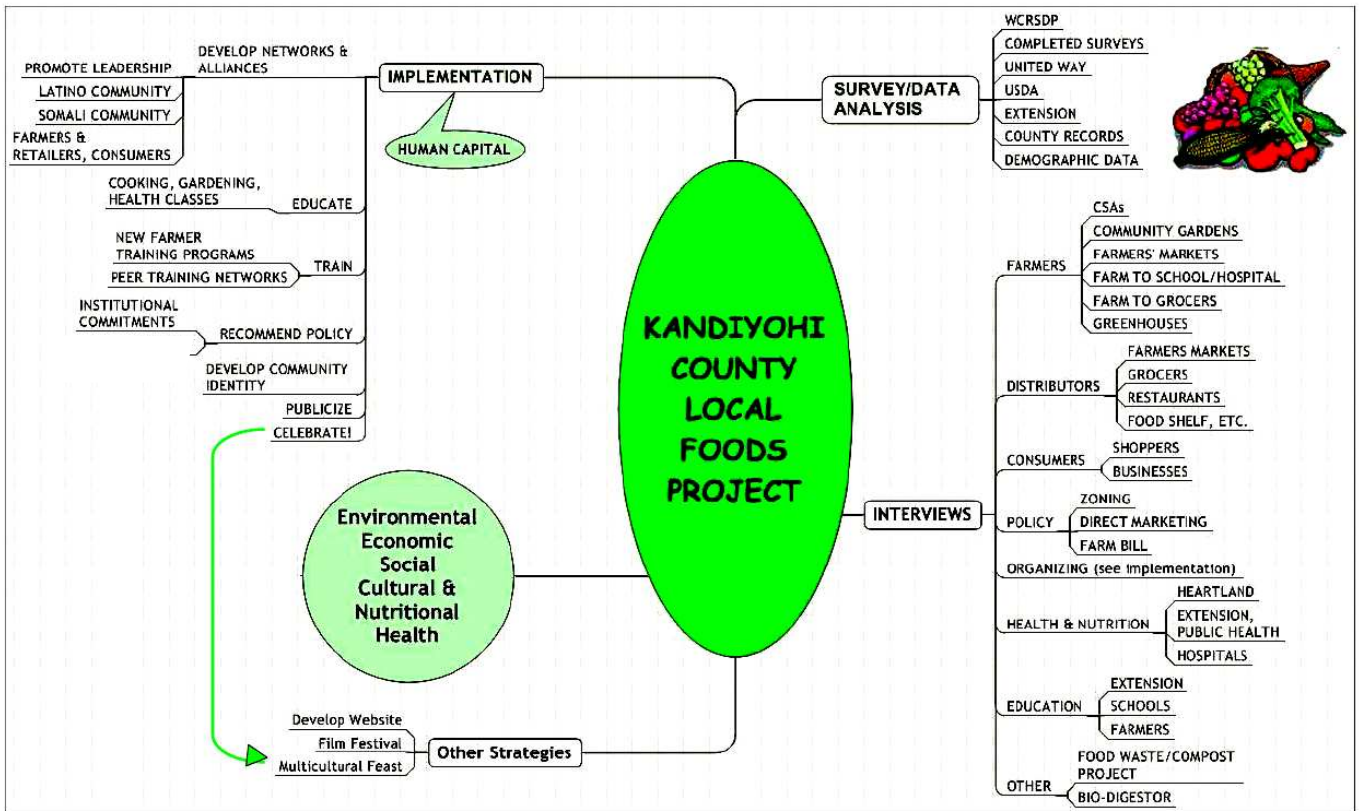 IMPLEMENTATION
HUMAN CAPITAL
DEVELOP NETWORKS &
ALLIANCES
PROMOTE LEADERSHIP
LATINO COMMUNITY
SOMALI COMMUNITY
FARMERS &
RETAILERS, CONSUMERS
EDUCATE
COOKING, GARDENING,
HEALTH CLASSES
TRAIN
NEW FARMER
TRAINING PROGRAMS
PEER TRAINING NETWORKS
RECOMMEND POLICY
INSTITUTIONAL
COMMITMENTS
DEVELOP COMMUNITY
IDENTITY
PUBLICIZE
CELEBRATE!
Environmental
Economic
Social
Cultural &
Nutritional
Health
Other Strategies
Develop Website
Film Festival
Multicultural Feast
KANDIYOHI
COUNTY
LOCAL
FOODS
PROJECT
SURVEY/DATA
ANALYSIS
WCRSDP
COMPLETED SURVEYS
UNITED WAY
USDA
EXTENSION
COUNTY RECORDS
DEMOGRAPHIC DATA
INTERVIEWS
FARMERS
CSAs
COMMUNITY GARDENS
FARMERS' MARKETS
FARM TO SCHOOL/HOSPITAL
FARM TO GROCERS
GREENHOUSES
DISTRIBUTORS
FARMERS MARKETS
GROCERS
RESTAURANTS
FOOD SHELF, ETC.
CONSUMERS
SHOPPERS
BUSINESSES
POLICY
ZONING
DIRECT MARKETING
FARM BILL
ORGANIZING (see implementation)
HEALTH & NUTRITION
HEARTLAND
EXTENSION,
PUBLIC HEALTH
HOSPITALS
EDUCATION
EXTENSION
SCHOOLS
FARMERS
OTHER
FOOD WASTE/COMPOST
PROJECT
BIO-DIGESTOR